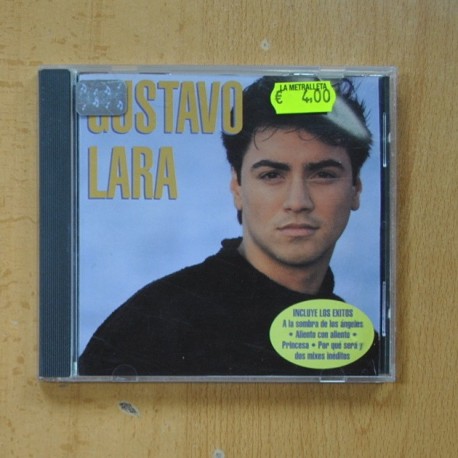 LA METRALLETA
€ 4,00
GUSTAVO
LARA
INCLUYE LOS EXITOS
A la sombra de los ángeles
• Aliento con aliento •
Princesa • Por qué seré y
dos mixes inéditos